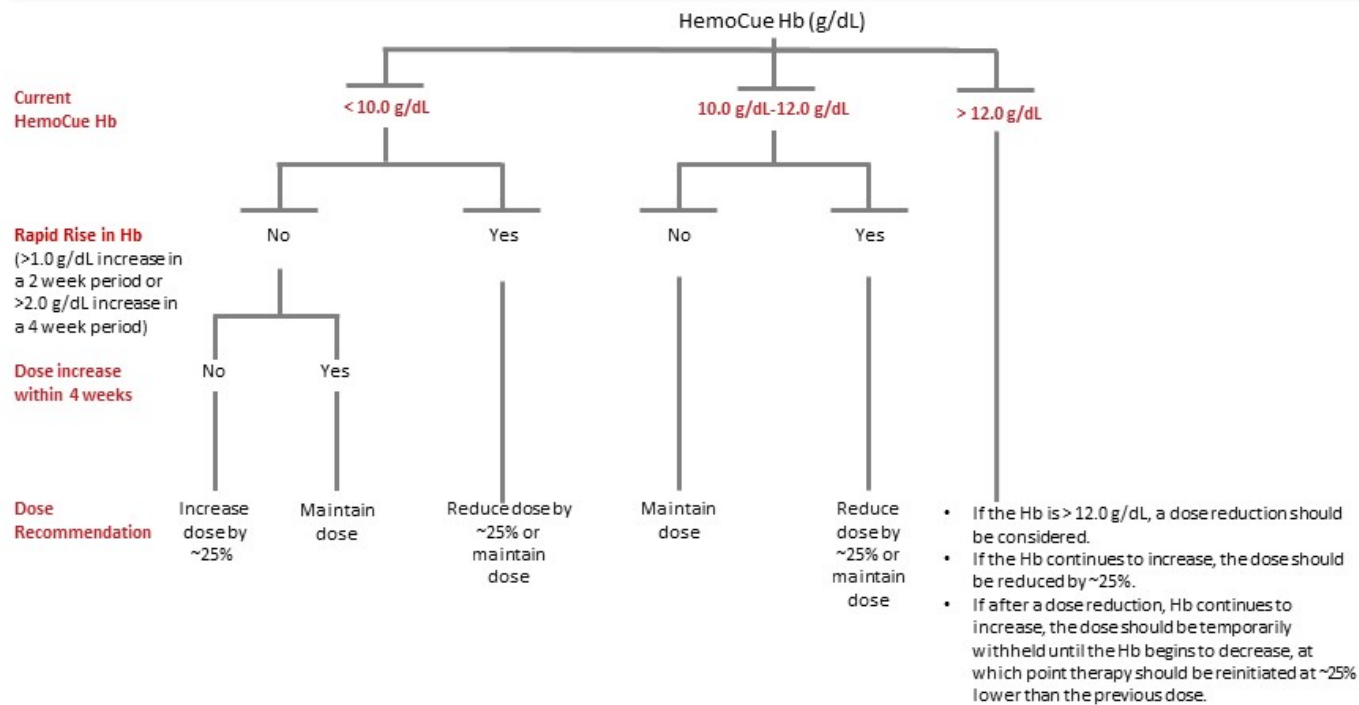 HemoCue Hb (g/dL)
Current
HemoCue Hb
< 10.0 g/dL
10.0 g/dL-12.0 g/dL
> 12.0 g/dL
Rapid Rise in Hb
(>1.0 g/dL increase in
a 2 week period or
>2.0 g/dL increase in
a 4 week period)
No
Yes
No
Yes
Dose increase
within 4 weeks
No
Yes
Dose
Recommendation
Increase
dose by
~25%
Maintain
dose
Reduce dose by
~25% or
maintain
dose
Maintain
dose
Reduce
dose by
~25% or
maintain
dose
• If the Hb is > 12.0 g/dL, a dose reduction should
be considered.
• If the Hb continues to increase, the dose should
be reduced by ~25%.
• If after a dose reduction, Hb continues to
increase, the dose should be temporarily
withheld until the Hb begins to decrease, at
which point therapy should be reinitiated at ~25%
lower than the previous dose.